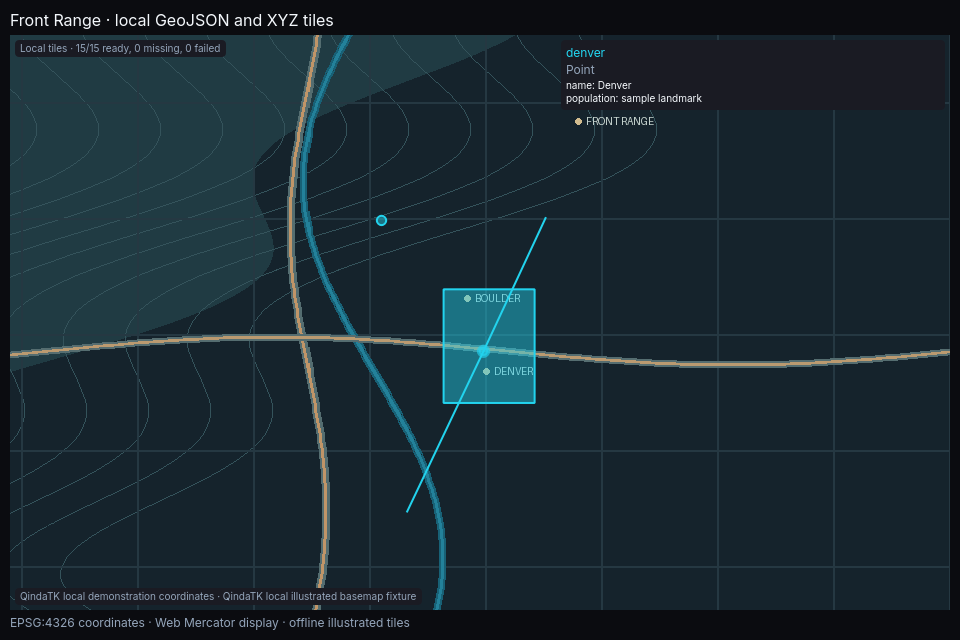 Front Range · local GeoJSON and XYZ tiles
Local tiles · 15/15 ready, 0 missing, 0 failed
denver
Point
name: Denver
population: sample landmark
FRONT RANGE
BOULDER
DENVER
QindaTK local demonstration coordinates · QindaTK local illustrated basemap fixture
EPSG:4326 coordinates · Web Mercator display · offline illustrated tiles